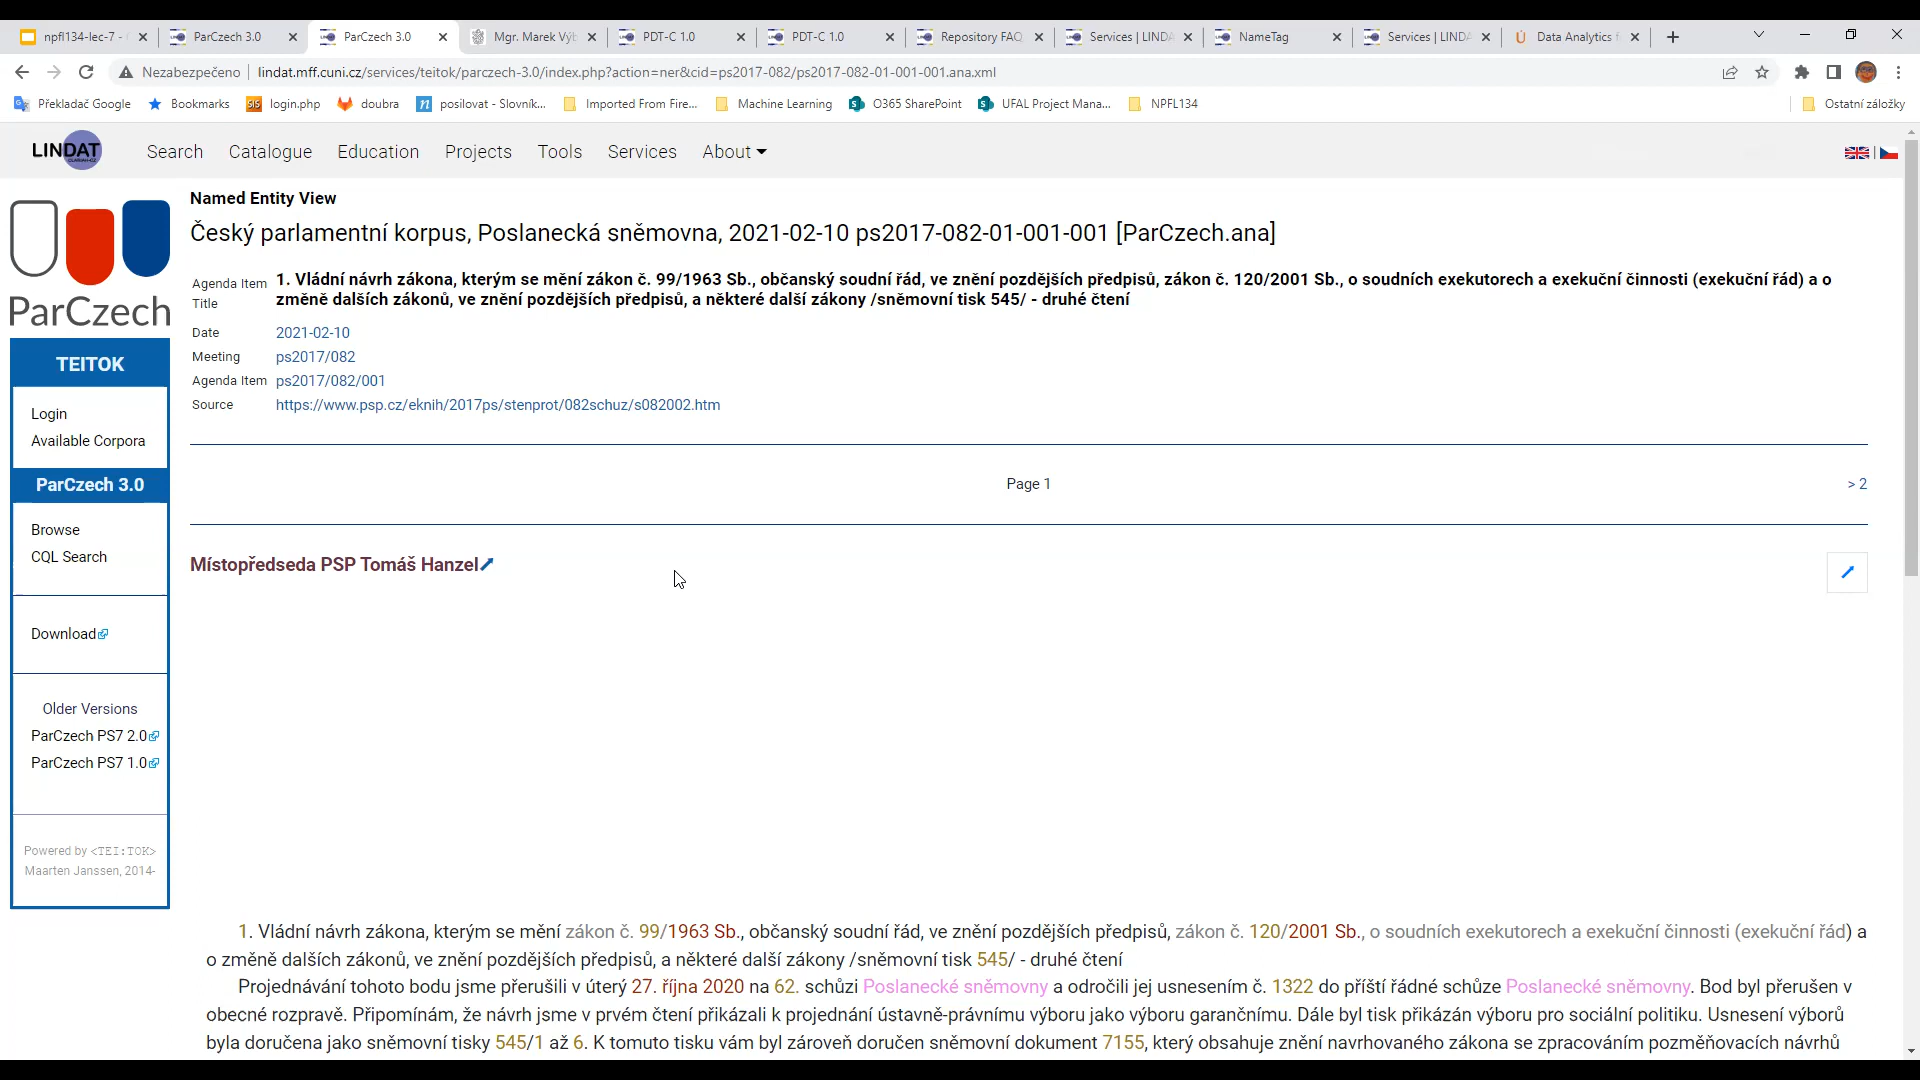 npfl134-lec-7 -
ParCzech 3.0
ParCzech 3.0
Mgr. Marek Výb
PDT-C 1.0
PDT-C 1.0
Repository FAQ
Services | LINDA
NameTag
Services | LINDA
Data Analytics f
Nezabezpečeno
lindat.mff.cuni.cz/services/teitok/parczech-3.0/index.php?action=ner&cid=ps2017-082/ps2017-082-01-001-001.ana.xml
Překladač Google
Bookmarks
login.php
doubra
posilovat - Slovník...
Imported From Fire...
Machine Learning
O365 SharePoint
UFAL Project Mana...
NPFL134
Ostatní záložky
LINDAT
Search
Catalogue
Education
Projects
Tools
Services
About
ParCzech
TEITOK
Login
Available Corpora
ParCzech 3.0
Browse
CQL Search
Download
Older Versions
ParCzech PS7 2.0
ParCzech PS7 1.0
Powered by <TEI:TOK>
Maarten Janssen, 2014-
Named Entity View
Český parlamentní korpus, Poslanecká sněmovna, 2021-02-10 ps2017-082-01-001-001 [ParCzech.ana]
Agenda Item Title
1. Vládní návrh zákona, kterým se mění zákon č. 99/1963 Sb., občanský soudní řád, ve znění pozdějších předpisů, zákon č. 120/2001 Sb., o soudních exekutorech a exekuční činnosti (exekuční řád) a o
změně dalších zákonů, ve znění pozdějších předpisů, a některé další zákony /sněmovní tisk 545/ - druhé čtení
Date 2021-02-10
Meeting ps2017/082
Agenda Item ps2017/082/001
Source https://www.psp.cz/eknih/2017ps/stenprot/082schuz/s082002.htm
Page 1
> 2
Místopředseda PSP Tomáš Hanzel
1. Vládní návrh zákona, kterým se mění zákon č. 99/1963 Sb., občanský soudní řád, ve znění pozdějších předpisů, zákon č. 120/2001 Sb., o soudních exekutorech a exekuční činnosti (exekuční řád) a
o změně dalších zákonů, ve znění pozdějších předpisů, a některé další zákony /sněmovní tisk 545/ - druhé čtení
Projednávání tohoto bodu jsme přerušili v úterý 27. října 2020 na 62. schůzi Poslanecké sněmovny a odročili jej usnesením č. 1322 do příští řádné schůze Poslanecké sněmovny. Bod byl přerušen v
obecné rozpravě. Připomínám, že návrh jsme v prvém čtení přikázali k projednání ústavně-právnímu výboru jako výboru garančnímu. Dále byl tisk přikázán výboru pro sociální politiku. Usnesení výborů
byla doručena jako sněmovní tisky 545/1 až 6. K tomuto tisku vám byl zároveň doručen sněmovní dokument 7155, který obsahuje znění navrhovaného zákona se zpracováním pozměňovacích návrhů